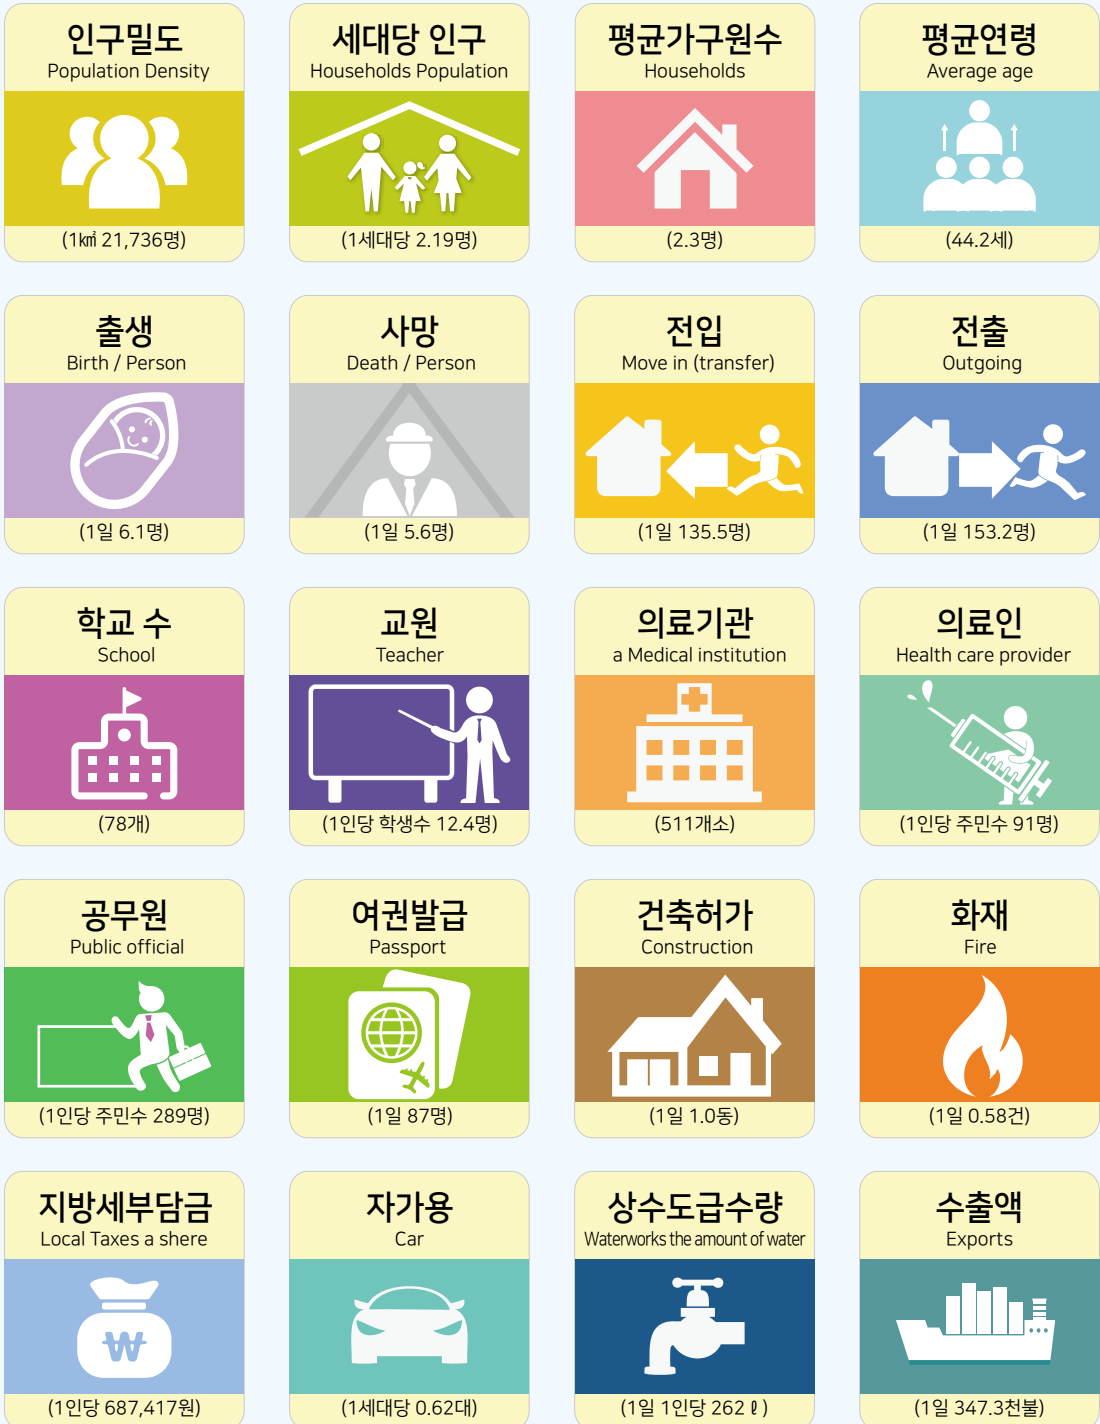 인구밀도
Population Density
(1㎢ 21,736명)
세대당 인구
Households Population
(1세대당 2.19명)
평균가구원수
Households
(2.3명)
평균연령
Average age
(44.2세)
출생
Birth / Person
(1일 6.1명)
사망
Death / Person
(1일 5.6명)
전입
Move in (transfer)
(1일 135.5명)
전출
Outgoing
(1일 153.2명)
학교 수
School
(78개)
교원
Teacher
(1인당 학생수 12.4명)
의료기관
a Medical institution
(511개소)
의료인
Health care provider
(1인당 주민수 91명)
공무원
Public official
(1인당 주민수 289명)
여권발급
Passport
(1일 87명)
건축허가
Construction
(1일 1.0동)
화재
Fire
(1일 0.58건)
지방세부담금
Local Taxes a shere
₩
(1인당 687,417원)
자가용
Car
(1세대당 0.62대)
상수도급수량
Waterworks the amount of water
(1일 1인당 262ℓ)
수출액
Exports
(1일 347.3천불)